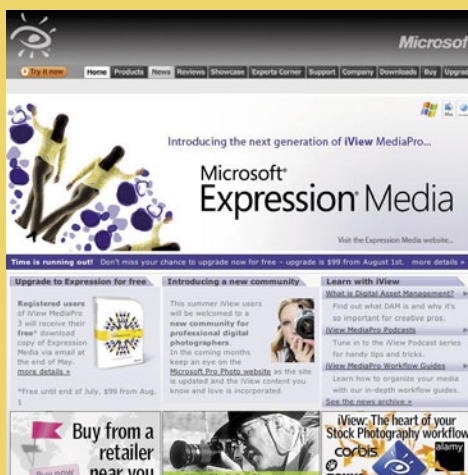 Microsof
Try it now Home Products News Reviews Showcase Experts Corner Support Company Downloads Buy Upgrad
Introducing the next generation of iView MediaPro...
Microsoft®
Expression® Media
Visit the Expression Media website...
Time is running out! Don't miss your chance to upgrade now for free - upgrade is $99 from August 1st. more details »
Upgrade to Expression for free
Registered users
of iView MediaPro
3 will receive their
free* download
copy of Expression
Media via email at
the end of May.
more details »
*Free until end of July, $99 from Aug.
1
Introducing a new community
This summer iView users
will be welcomed to a
new community for
professional digital
photographers.
In the coming months
keep an eye on the
Microsoft Pro Photo website as the site
is updated and the iView content you
know and love is incorporated.
Learn with iView
What is Digital Asset Management? »
Find out what DAM is and why it's
so important for creative pros.
iView MediaPro Podcasts
Tune in to the iView Podcast series
for handy tips and tricks.
iView MediaPro Workflow Guides »
Learn how to organize your media
with our in-depth workflow guides.
See the news archive »
Buy from a
retailer
near you
Buy now
iView: The heart of your
Stock Photography workflow
corbis
alamy